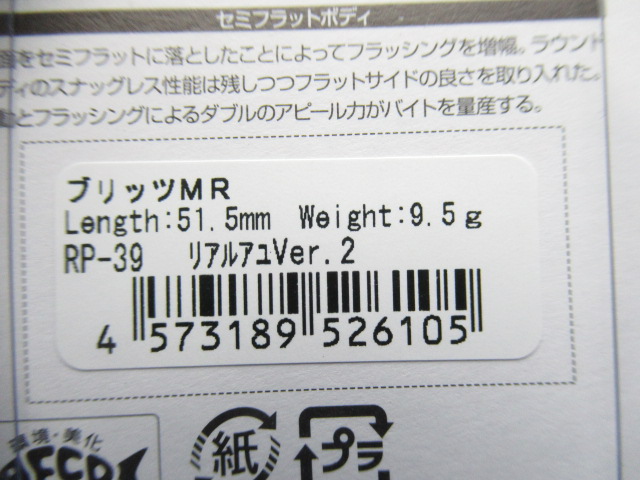 セミフラットボディ
をセミフラットに落としたことによってフラッシングを増幅。ラウンド
ディのスナッグレス性能は残しつつフラットサイドの良さを取り入れた。
とフラッシングによるダブルのアピール力がバイトを量産する。
ブリッツMR
Length:51.5mm Weight:9.5g
RP-39 リアルアユVer.2
4 573189 526105
環境・美化
紙
プラ